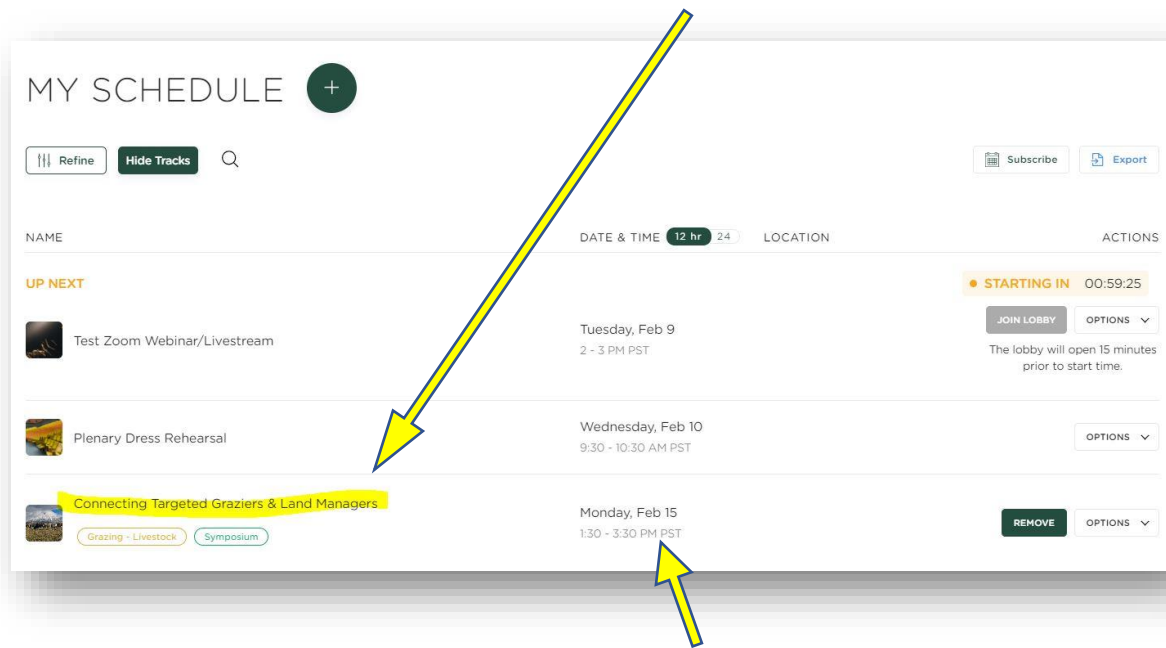 MY SCHEDULE +
Refine Hide Tracks Subscribe Export
NAME DATE & TIME 12 hr 24 LOCATION ACTIONS
UP NEXT STARTING IN 00:59:25
Test Zoom Webinar/Livestream
Tuesday, Feb 9
2 - 3 PM PST
JOIN LOBBY OPTIONS
The lobby will open 15 minutes
prior to start time.
Plenary Dress Rehearsal
Wednesday, Feb 10
9:30 - 10:30 AM PST
OPTIONS
Connecting Targeted Graziers & Land Managers
Grazing - Livestock Symposium
Monday, Feb 15
1:30 - 3:30 PM PST
REMOVE OPTIONS